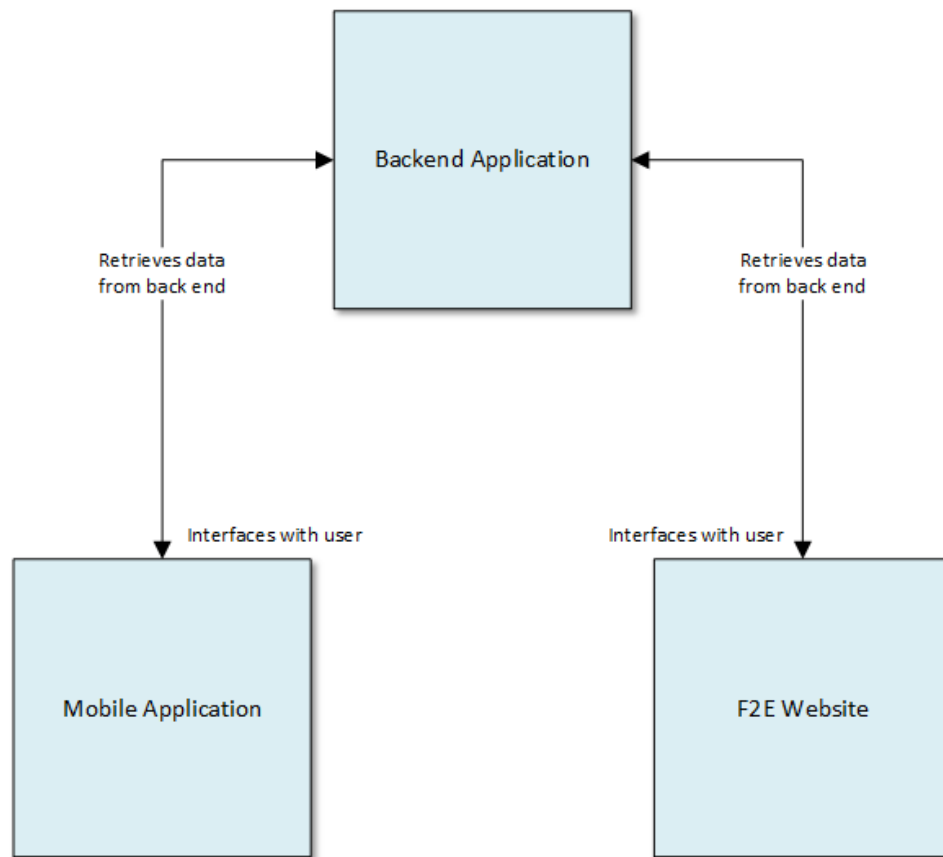 Backend Application
Retrieves data
from back end
Retrieves data
from back end
Interfaces with user
Interfaces with user
Mobile Application
F2E Website